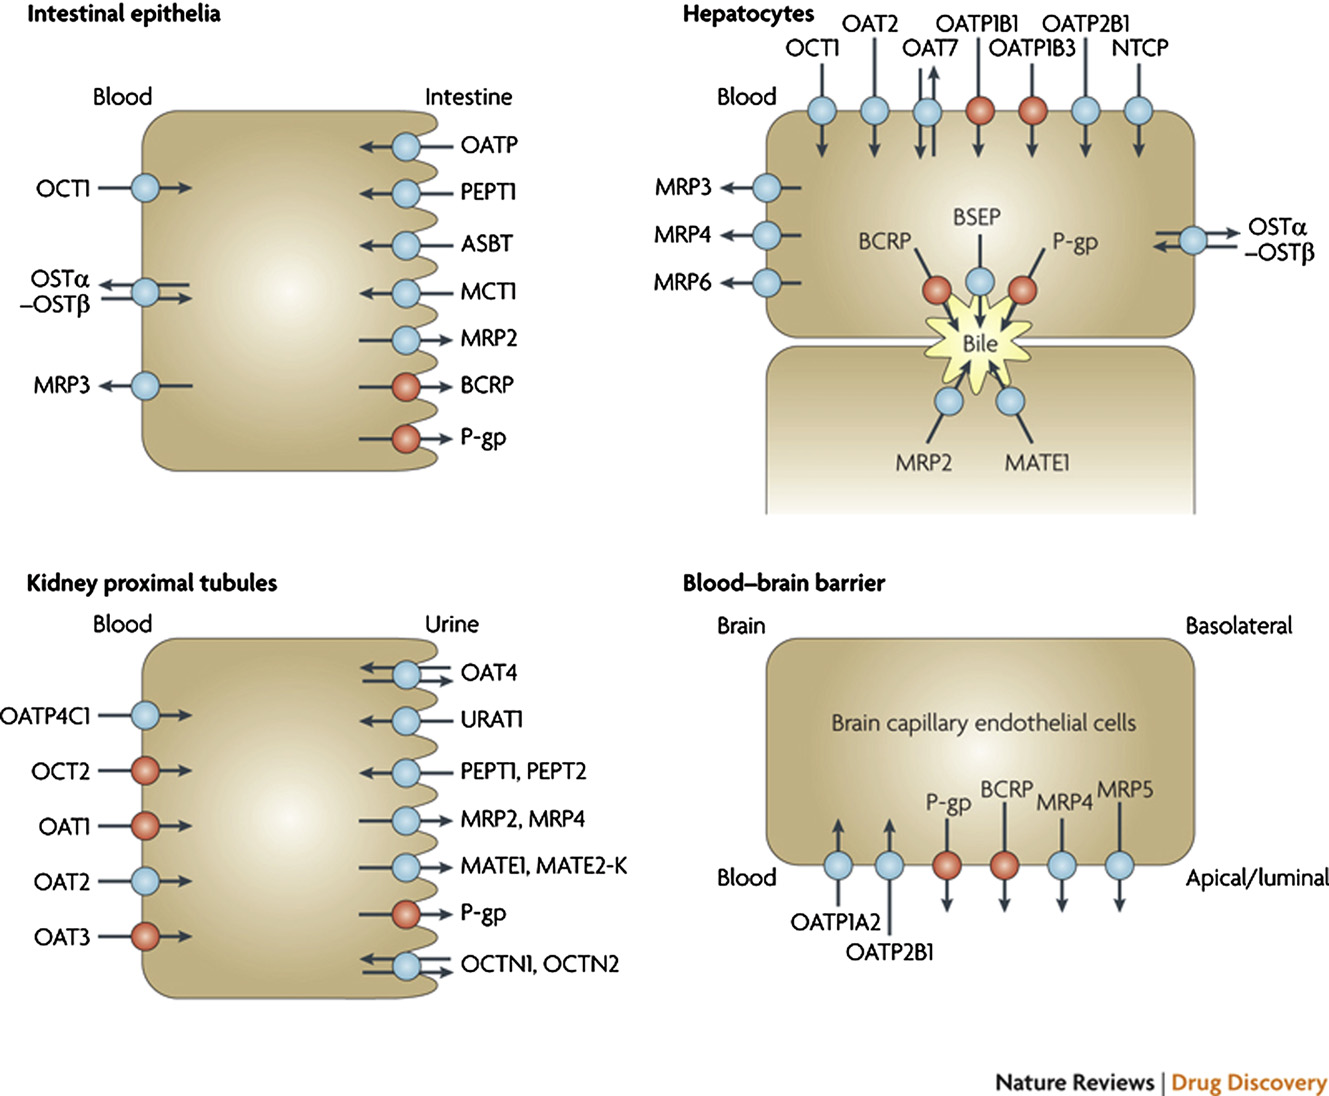 Intestinal epithelia
Blood
Intestine
OCT1
OSTα
–OSTβ
MRP3
OATP
PEPT1
ASBT
MCT1
MRP2
BCRP
P-gp
Hepatocytes
OAT2
OATP1B1
OATP2B1
OCT1
OAT7
OATP1B3
NTCP
Blood
MRP3
MRP4
MRP6
BCRP
BSEP
P-gp
OSTα
–OSTβ
Bile
MRP2
MATE1
Kidney proximal tubules
Blood
Urine
OATP4C1
OCT2
OAT1
OAT2
OAT3
OAT4
URAT1
PEPT1, PEPT2
MRP2, MRP4
MATE1, MATE2-K
P-gp
OCTN1, OCTN2
Blood–brain barrier
Brain
Basolateral
Brain capillary endothelial cells
P-gp
BCRP
MRP4
MRP5
Blood
Apical/luminal
OATP1A2
OATP2B1
Nature Reviews | Drug Discovery